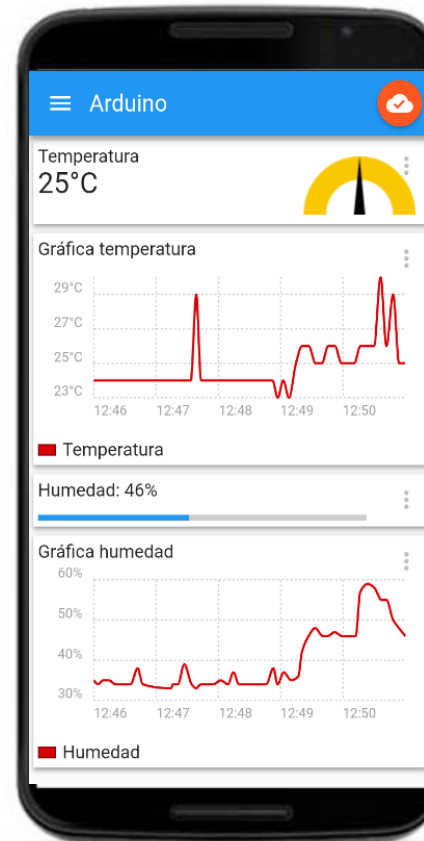 Arduino
Temperatura
25°C
Gráfica temperatura
29°C
27°C
25°C
23°C
12:46 12:47 12:48 12:49 12:50
Temperatura
Humedad: 46%
Gráfica humedad
60%
50%
40%
30%
12:46 12:47 12:48 12:49 12:50
Humedad